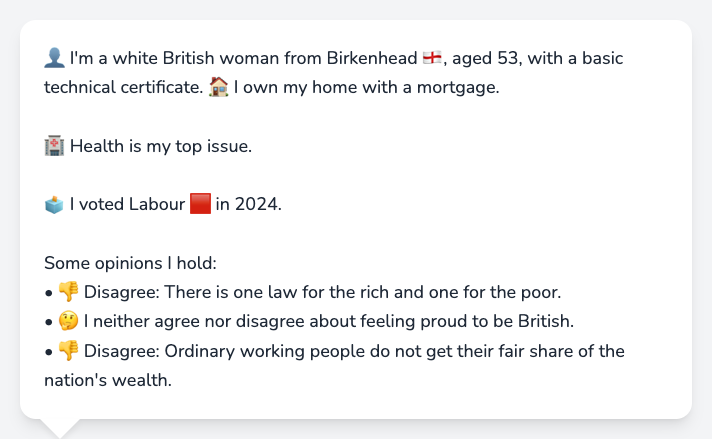 👤 I'm a white British woman from Birkenhead 🏴󠁧󠁢󠁥󠁮󠁧󠁿, aged 53, with a basic
technical certificate. 🏠 I own my home with a mortgage.
🏥 Health is my top issue.
🗳️ I voted Labour 🟥 in 2024.
Some opinions I hold:
• 👎 Disagree: There is one law for the rich and one for the poor.
• 🤔 I neither agree nor disagree about feeling proud to be British.
• 👎 Disagree: Ordinary working people do not get their fair share of the
nation's wealth.